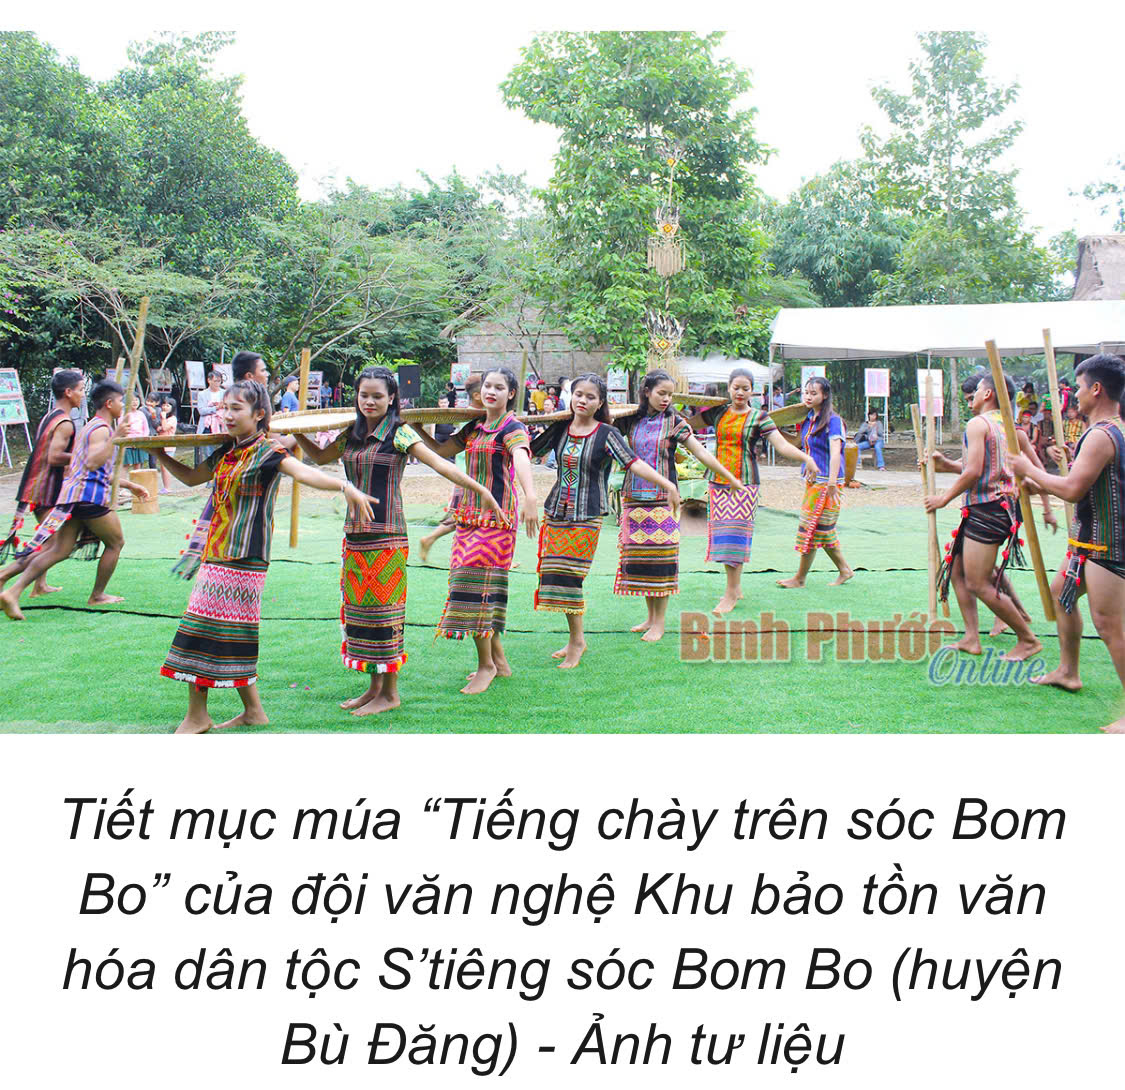 Bình Phước
Online
Tiết mục múa “Tiếng chày trên sóc Bom
Bo” của đội văn nghệ Khu bảo tồn văn
hóa dân tộc S’tiêng sóc Bom Bo (huyện
Bù Đăng) - Ảnh tư liệu